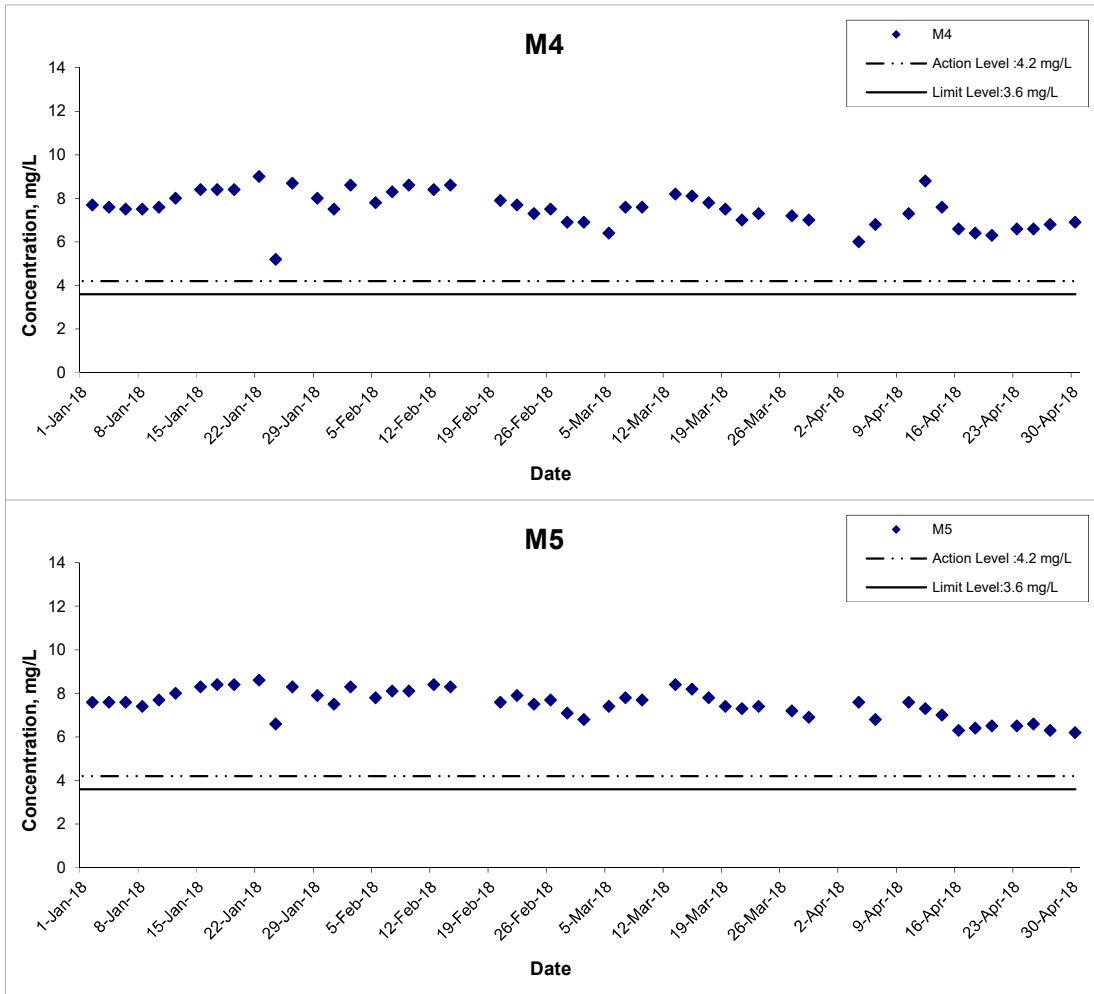 M4
M4
Action Level :4.2 mg/L
Limit Level:3.6 mg/L
14
12
10
8
6
4
2
0
Concentration, mg/L
1-Jan-18
8-Jan-18
15-Jan-18
22-Jan-18
29-Jan-18
5-Feb-18
12-Feb-18
19-Feb-18
26-Feb-18
5-Mar-18
12-Mar-18
19-Mar-18
26-Mar-18
2-Apr-18
9-Apr-18
16-Apr-18
23-Apr-18
30-Apr-18
Date
M5
M5
Action Level :4.2 mg/L
Limit Level:3.6 mg/L
14
12
10
8
6
4
2
0
Concentration, mg/L
1-Jan-18
8-Jan-18
15-Jan-18
22-Jan-18
29-Jan-18
5-Feb-18
12-Feb-18
19-Feb-18
26-Feb-18
5-Mar-18
12-Mar-18
19-Mar-18
26-Mar-18
2-Apr-18
9-Apr-18
16-Apr-18
23-Apr-18
30-Apr-18
Date